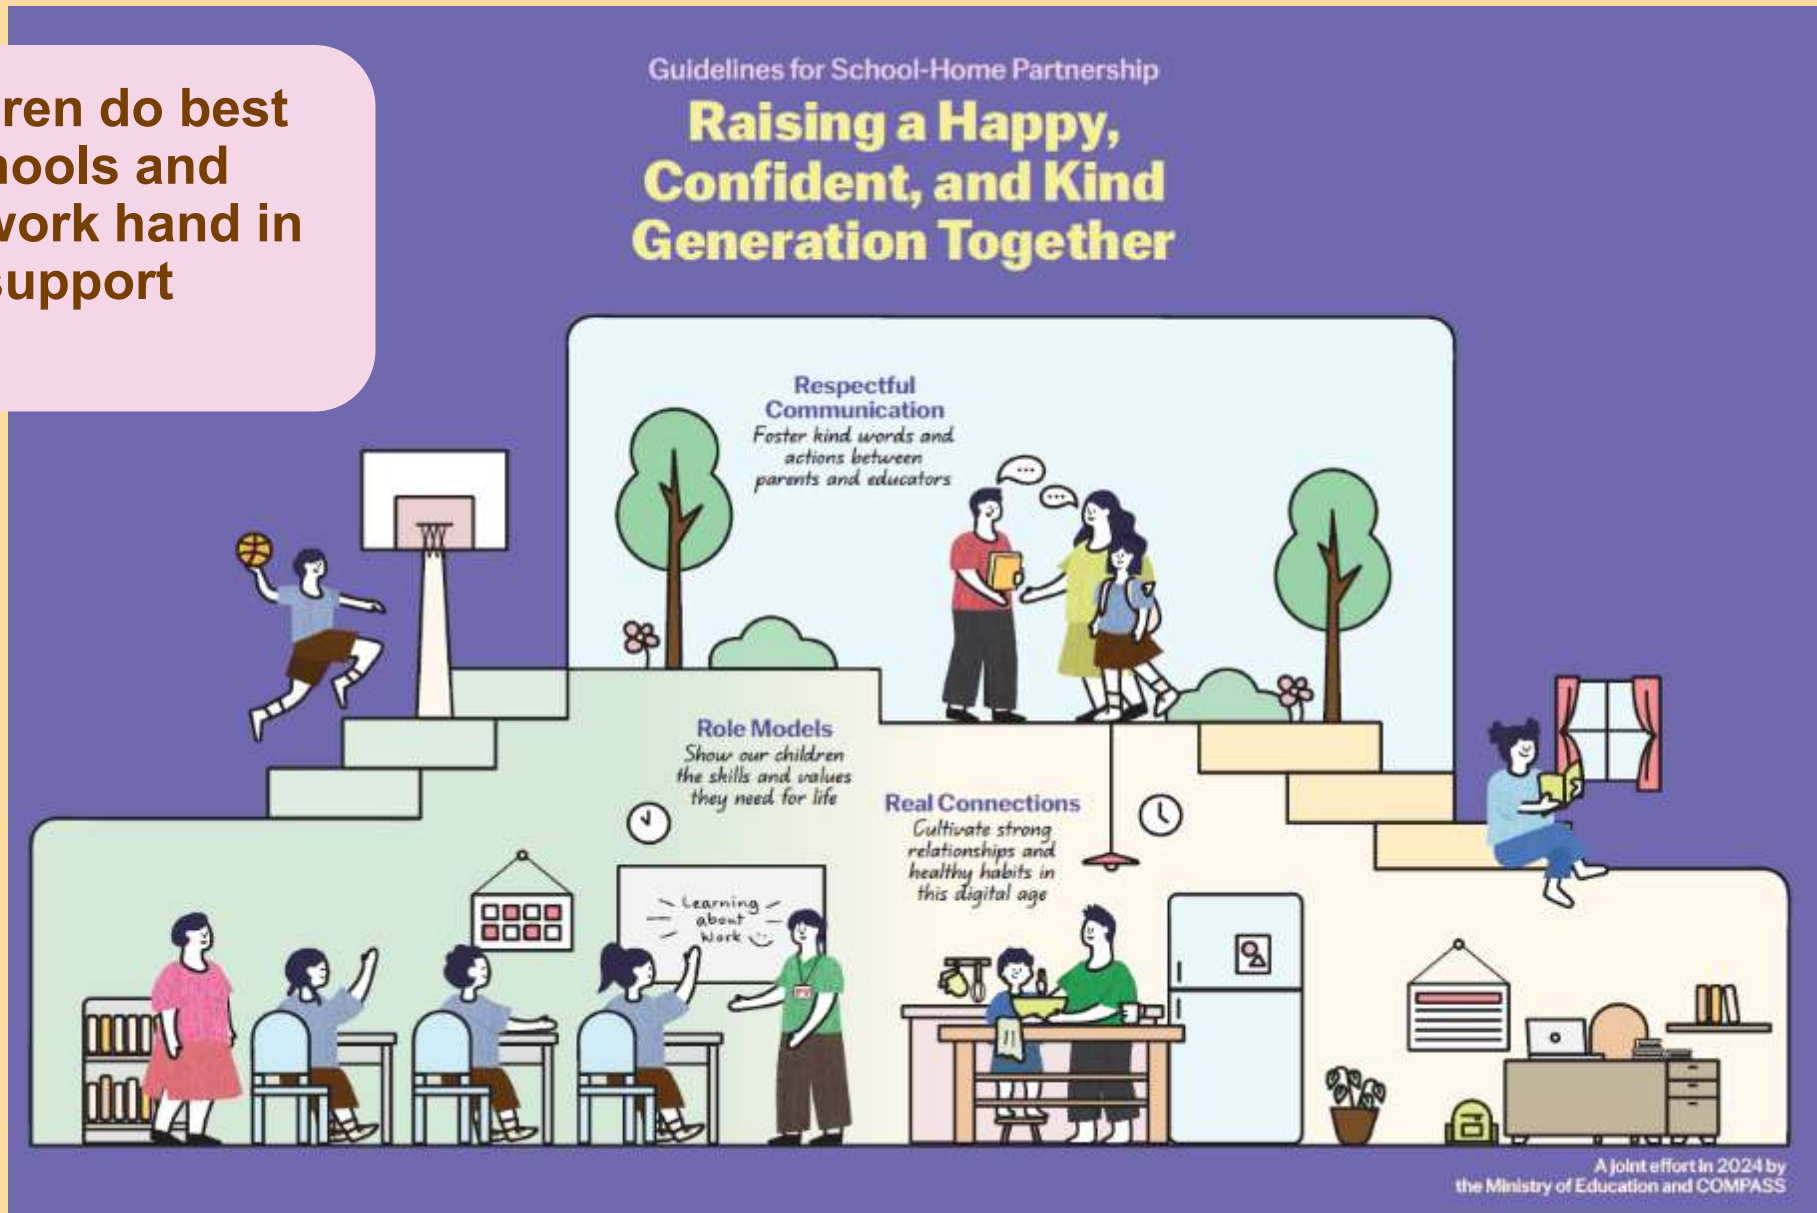 ren do best
hools and
work hand in
support
Guidelines for School-Home Partnership
Raising a Happy,
Confident, and Kind
Generation Together
Respectful
Communication
Foster kind words and
actions between
parents and educators
Role Models
Show our children
the skills and values
they need for life
Real Connections
Cultivate strong
relationships and
healthy habits in
this digital age
Learning
about
Work
A joint effort in 2024 by
the Ministry of Education and COMPASS